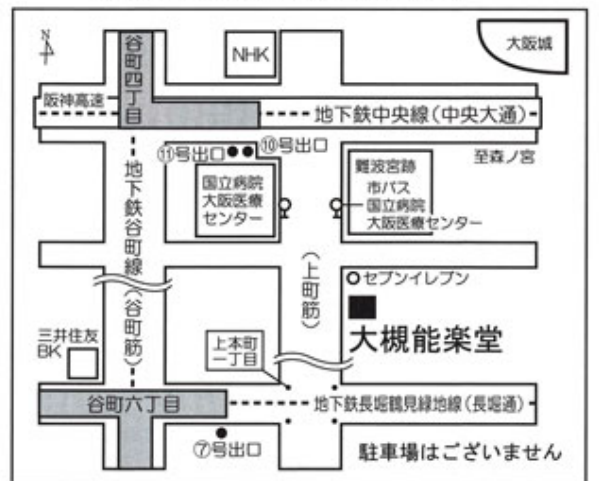 N
谷町四丁目
NHK
大阪城
阪神高速
地下鉄中央線(中央大通)
⑪号出口
⑩号出口
至森ノ宮
国立病院
大阪医療
センター
難波宮跡
市バス
国立病院
大阪医療センター
地下鉄谷町線(谷町筋)
(上町筋)
セブンイレブン
大槻能楽堂
三井住友
BK
上本町
一丁目
谷町六丁目
地下鉄長堀鶴見緑地線(長堀通)
⑦号出口
駐車場はございません